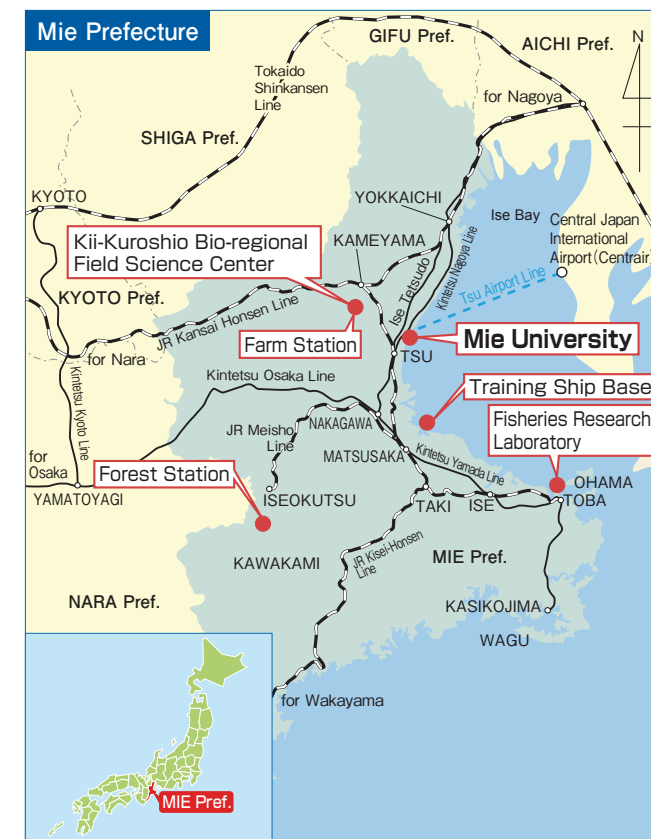 Mie Prefecture
GIFU Pref.
AICHI Pref.
N
Tokaido
Shinkansen
Line
for Nagoya
SHIGA Pref.
KYOTO
YOKKAICHI
Ise Bay
Central Japan
International
Airport(Centrair)
Kii-Kuroshio Bio-regional
Field Science Center
KAMEYAMA
Ise Tetsudo
Kintetsu Nagoya Line
Tsu Airport Line
KYOTO Pref.
JR Kansai Honsen Line
Farm Station
Mie University
TSU
for Nara
Kintetsu Kyoto Line
Kintetsu Osaka Line
Training Ship Base
JR Meisho
Line
NAKAGAWA
Fisheries Research
Laboratory
MATSUSAKA
Kintetsu Yamada Line
for
Osaka
Forest Station
YAMATOYAGI
ISEOKUTSU
TAKI
ISE
OHAMA
TOBA
KAWAKAMI
JR Kisei-Honsen
Line
MIE Pref.
NARA Pref.
KASIKOJIMA
WAGU
for Wakayama
MIE Pref.